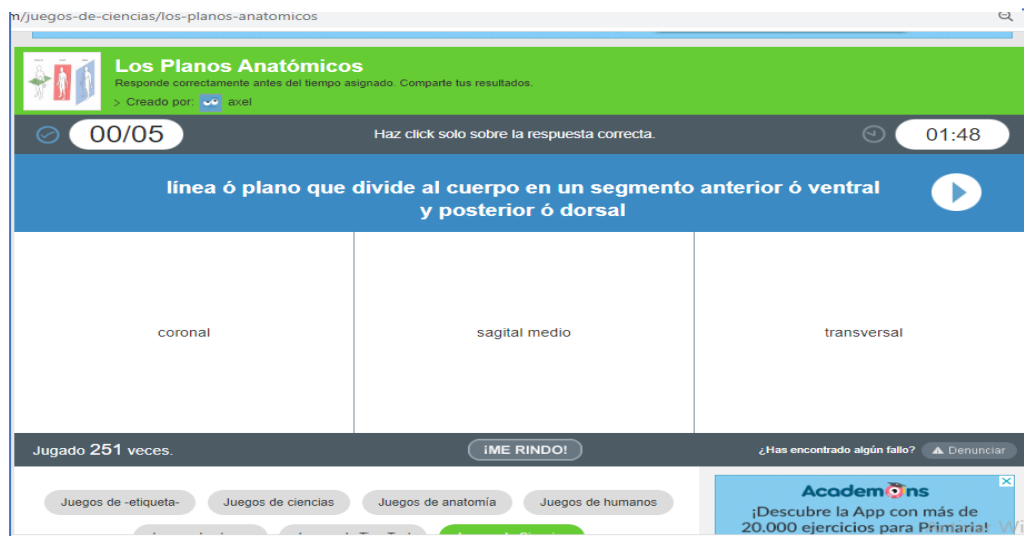 m/juegos-de-ciencias/los-planos-anatomicos
Los Planos Anatómicos
Responde correctamente antes del tiempo asignado. Comparte tus resultados.
> Creado por: axel
00/05
Haz click solo sobre la respuesta correcta.
01:48
línea ó plano que divide al cuerpo en un segmento anterior ó ventral
y posterior ó dorsal
coronal
sagital medio
transversal
Jugado 251 veces.
¡ME RINDO!
¿Has encontrado algún fallo?
Denunciar
Juegos de -etiqueta-
Juegos de ciencias
Juegos de anatomía
Juegos de humanos
Academons
¡Descubre la App con más de
20.000 ejercicios para Primaria!